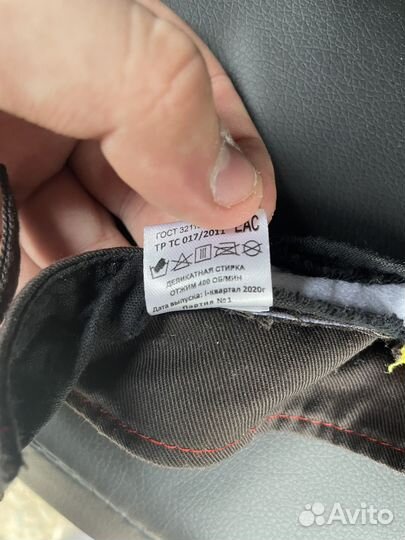 ГОСТ
ТР ТС 017/2011 EAC
ДЕЛИКАТНАЯ СТИРКА
ОТЖИМ 400 ОБ/МИН
Дата выпуска: I-квартал 2020г
Партия №1
Avito